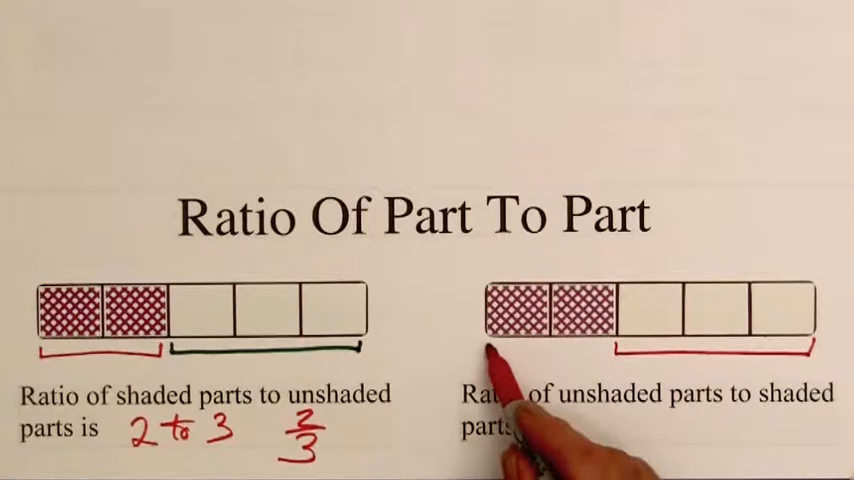 Ratio Of Part To Part
Ratio of shaded parts to unshaded
parts is 2 to 3 2/3
of unshaded parts to shaded